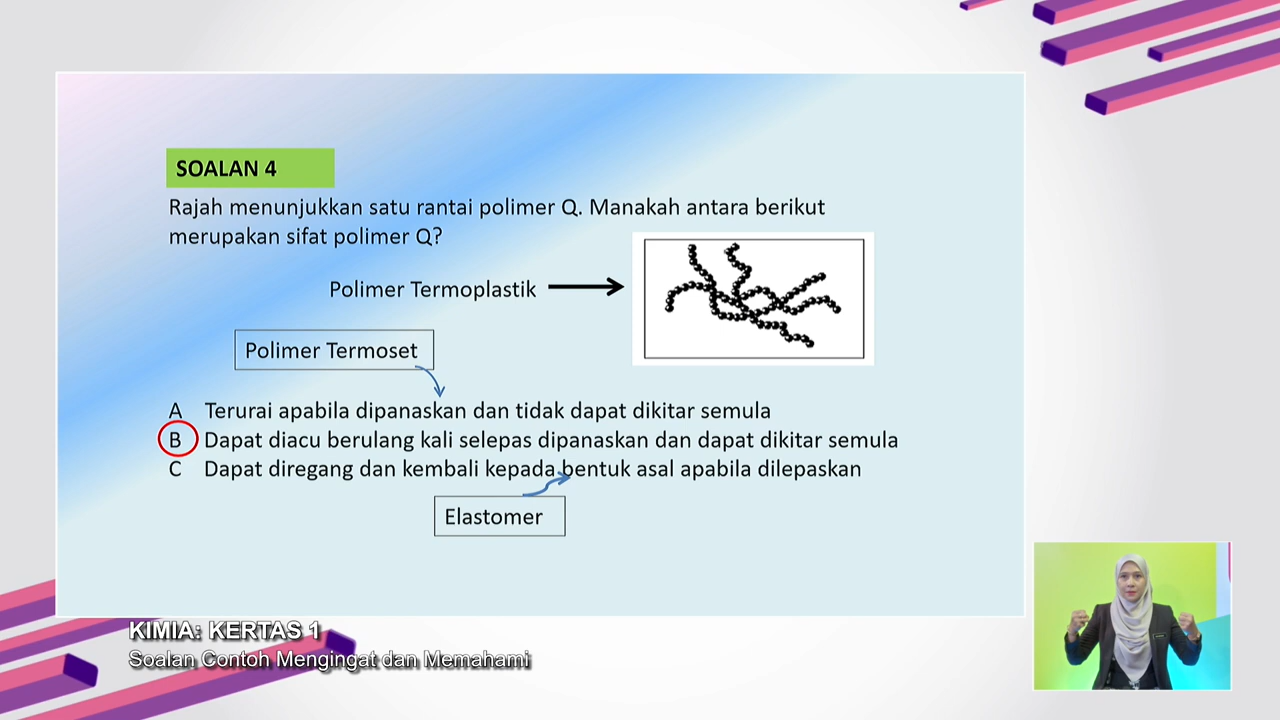 SOALAN 4
Rajah menunjukkan satu rantai polimer Q. Manakah antara berikut
merupakan sifat polimer Q?
Polimer Termoplastik
Polimer Termoset
A Terurai apabila dipanaskan dan tidak dapat dikitar semula
B Dapat diacu berulang kali selepas dipanaskan dan dapat dikitar semula
C Dapat diregang dan kembali kepada bentuk asal apabila dilepaskan
Elastomer
KIMIA: KERTAS 1
Soalan Contoh Mengingat dan Memahami